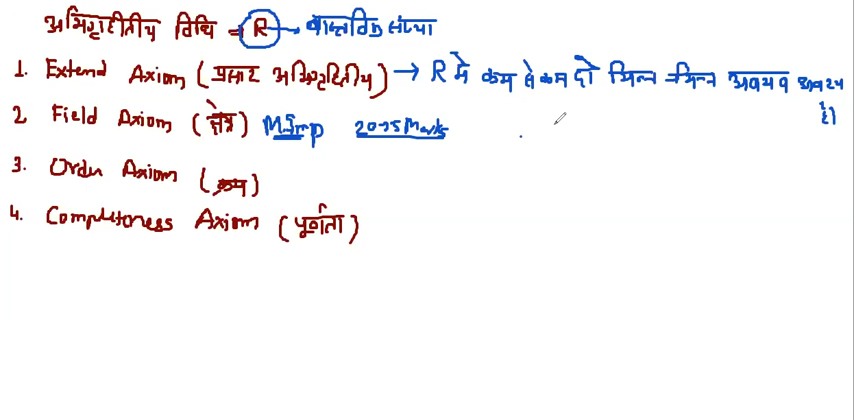 अभिगृहीतीय विधि = R → वास्तविक संख्या
1. Extend Axiom (प्रसार अभिगृहितीय) → R मे कम से कम दो भिन्न भिन्न अवयव अवश्य है।
2 Field Axiom (क्षेत्र) M.Imp Marks
3. Order Axiom (क्रम)
4. Completeness Axiom (पूर्णता)